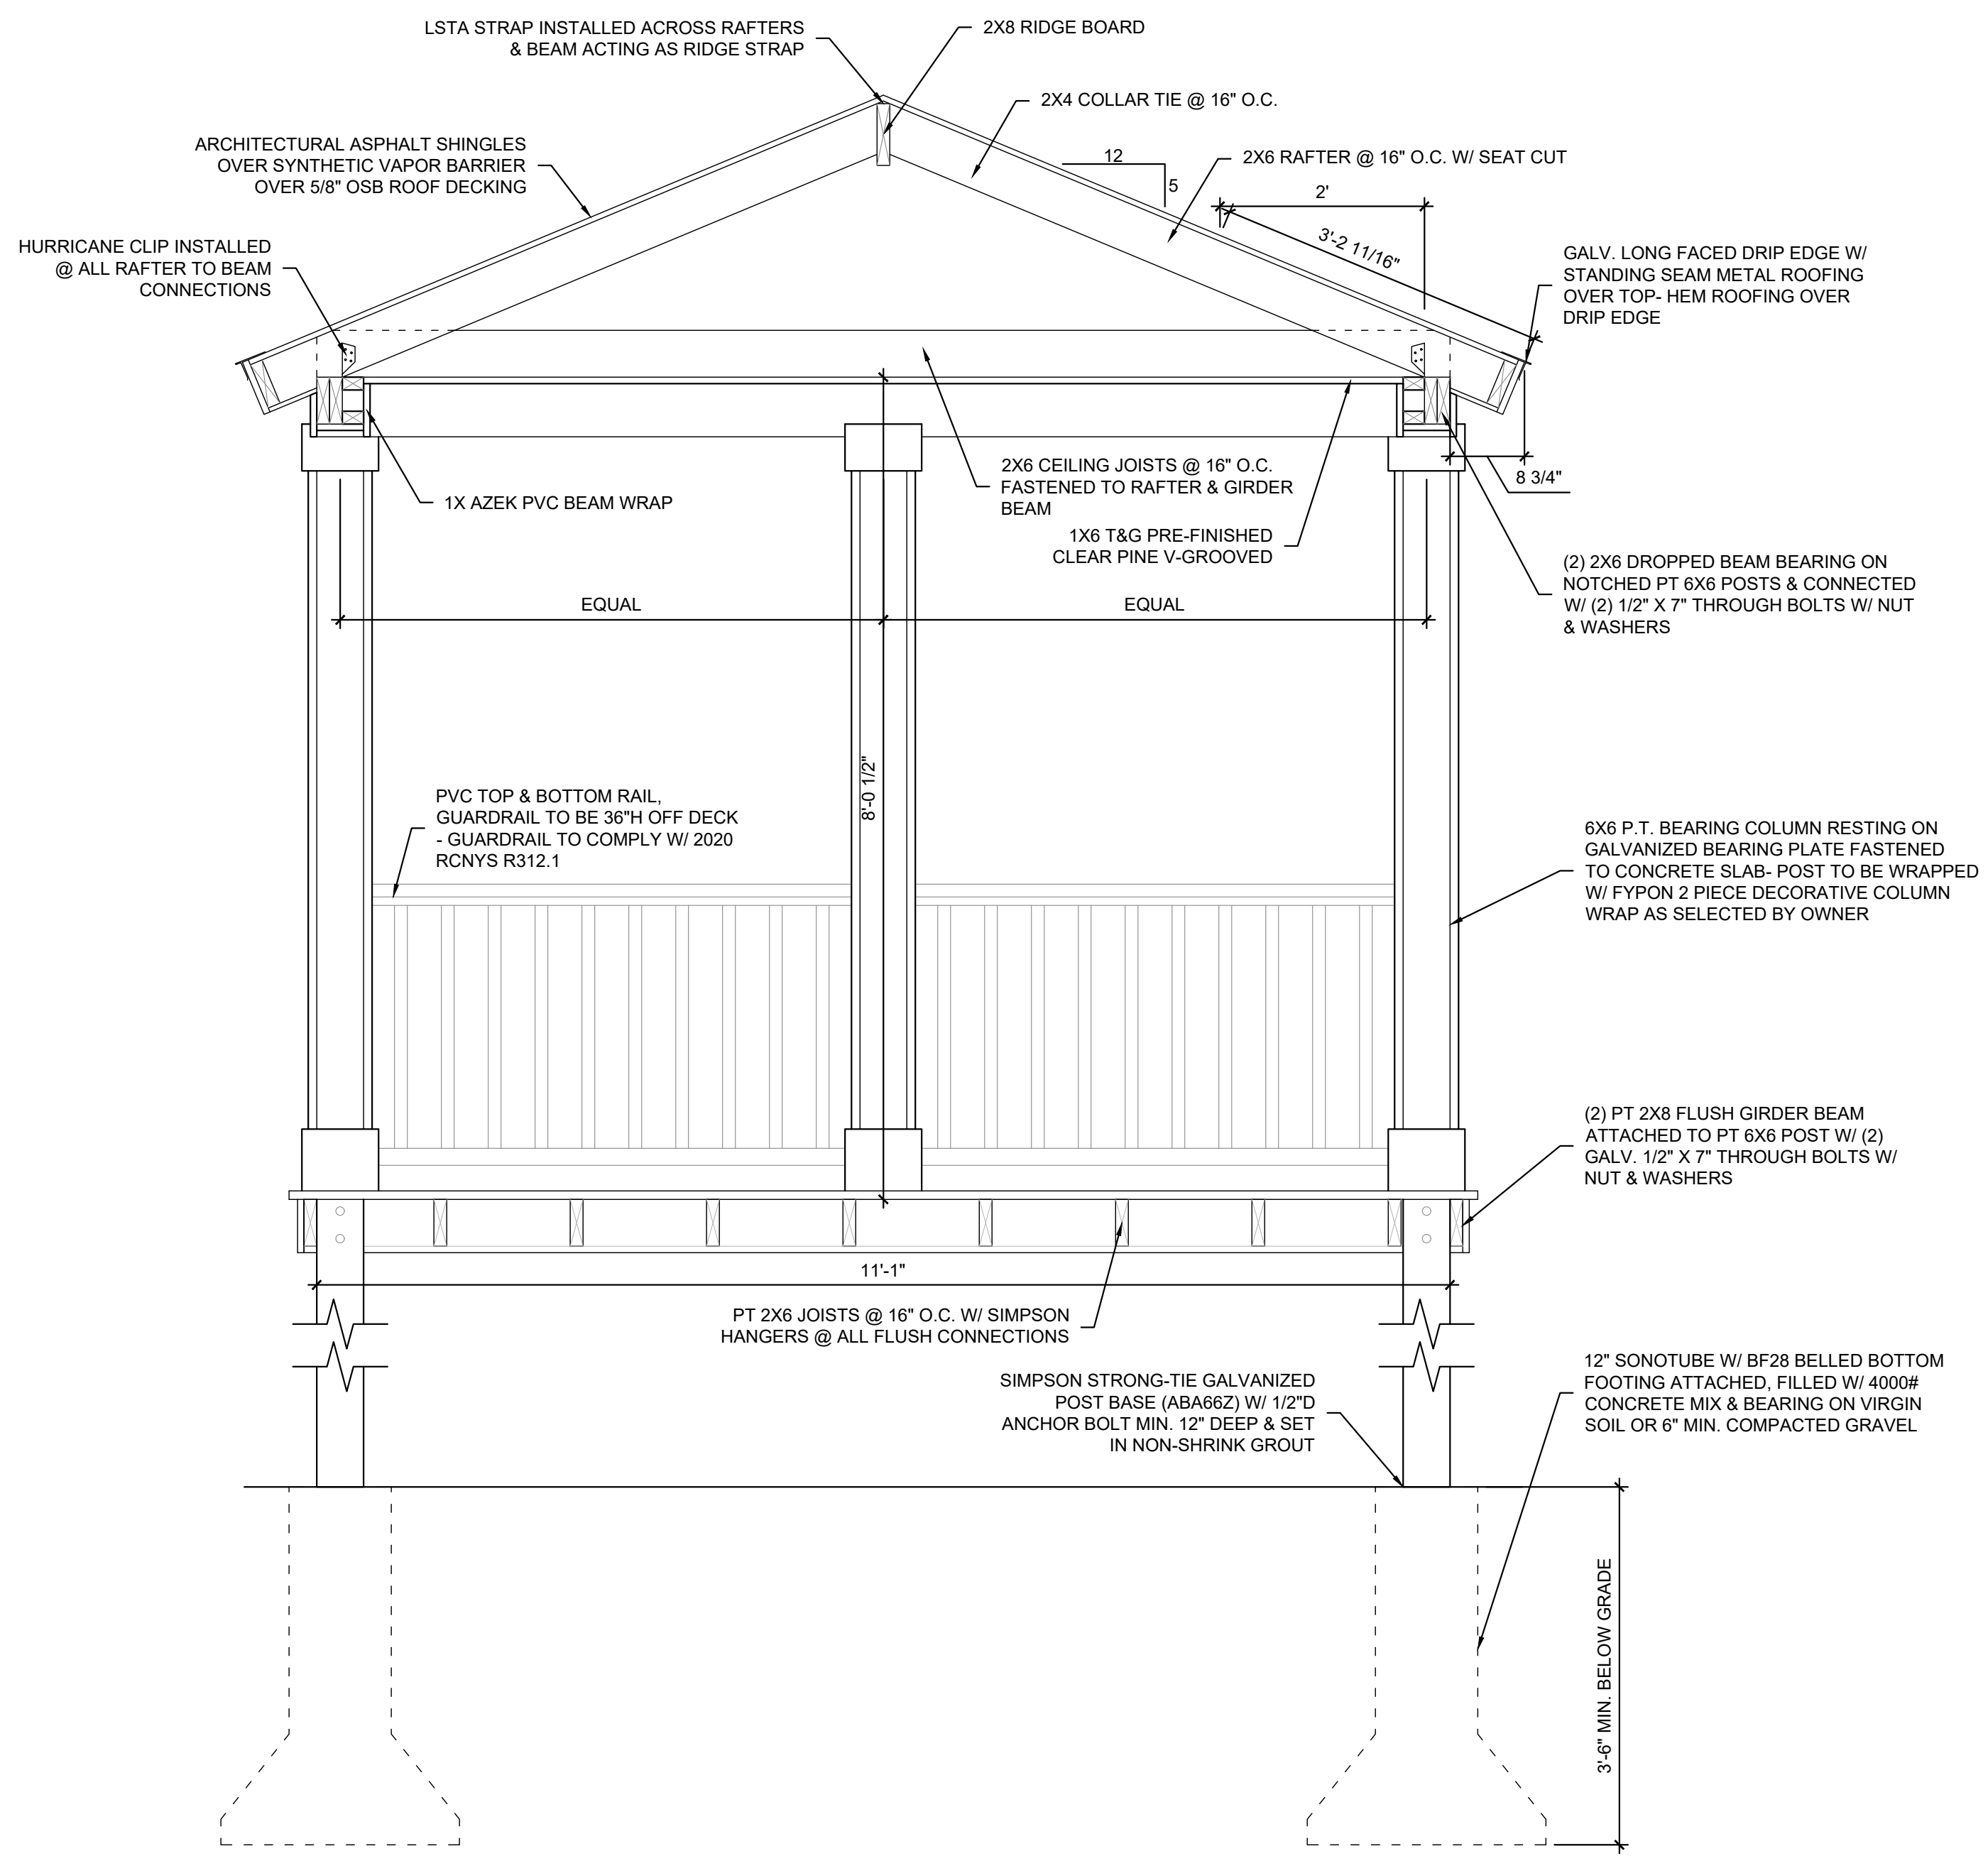 LSTA STRAP INSTALLED ACROSS RAFTERS
& BEAM ACTING AS RIDGE STRAP
2X8 RIDGE BOARD
2X4 COLLAR TIE @ 16" O.C.
ARCHITECTURAL ASPHALT SHINGLES
OVER SYNTHETIC VAPOR BARRIER
OVER 5/8" OSB ROOF DECKING
12
5
2X6 RAFTER @ 16" O.C. W/ SEAT CUT
2'
3'-2 11/16"
HURRICANE CLIP INSTALLED
@ ALL RAFTER TO BEAM
CONNECTIONS
GALV. LONG FACED DRIP EDGE W/
STANDING SEAM METAL ROOFING
OVER TOP- HEM ROOFING OVER
DRIP EDGE
8 3/4"
1X AZEK PVC BEAM WRAP
2X6 CEILING JOISTS @ 16" O.C.
FASTENED TO RAFTER & GIRDER
BEAM
1X6 T&G PRE-FINISHED
CLEAR PINE V-GROOVED
(2) 2X6 DROPPED BEAM BEARING ON
NOTCHED PT 6X6 POSTS & CONNECTED
W/ (2) 1/2" X 7" THROUGH BOLTS W/ NUT
& WASHERS
EQUAL
EQUAL
8'-0 1/2"
PVC TOP & BOTTOM RAIL,
GUARDRAIL TO BE 36"H OFF DECK
- GUARDRAIL TO COMPLY W/ 2020
RCNYS R312.1
6X6 P.T. BEARING COLUMN RESTING ON
GALVANIZED BEARING PLATE FASTENED
TO CONCRETE SLAB- POST TO BE WRAPPED
W/ FYPON 2 PIECE DECORATIVE COLUMN
WRAP AS SELECTED BY OWNER
(2) PT 2X8 FLUSH GIRDER BEAM
ATTACHED TO PT 6X6 POST W/ (2)
GALV. 1/2" X 7" THROUGH BOLTS W/
NUT & WASHERS
11'-1"
PT 2X6 JOISTS @ 16" O.C. W/ SIMPSON
HANGERS @ ALL FLUSH CONNECTIONS
SIMPSON STRONG-TIE GALVANIZED
POST BASE (ABA66Z) W/ 1/2"D
ANCHOR BOLT MIN. 12" DEEP & SET
IN NON-SHRINK GROUT
12" SONOTUBE W/ BF28 BELLED BOTTOM
FOOTING ATTACHED, FILLED W/ 4000#
CONCRETE MIX & BEARING ON VIRGIN
SOIL OR 6" MIN. COMPACTED GRAVEL
3'-6" MIN. BELOW GRADE